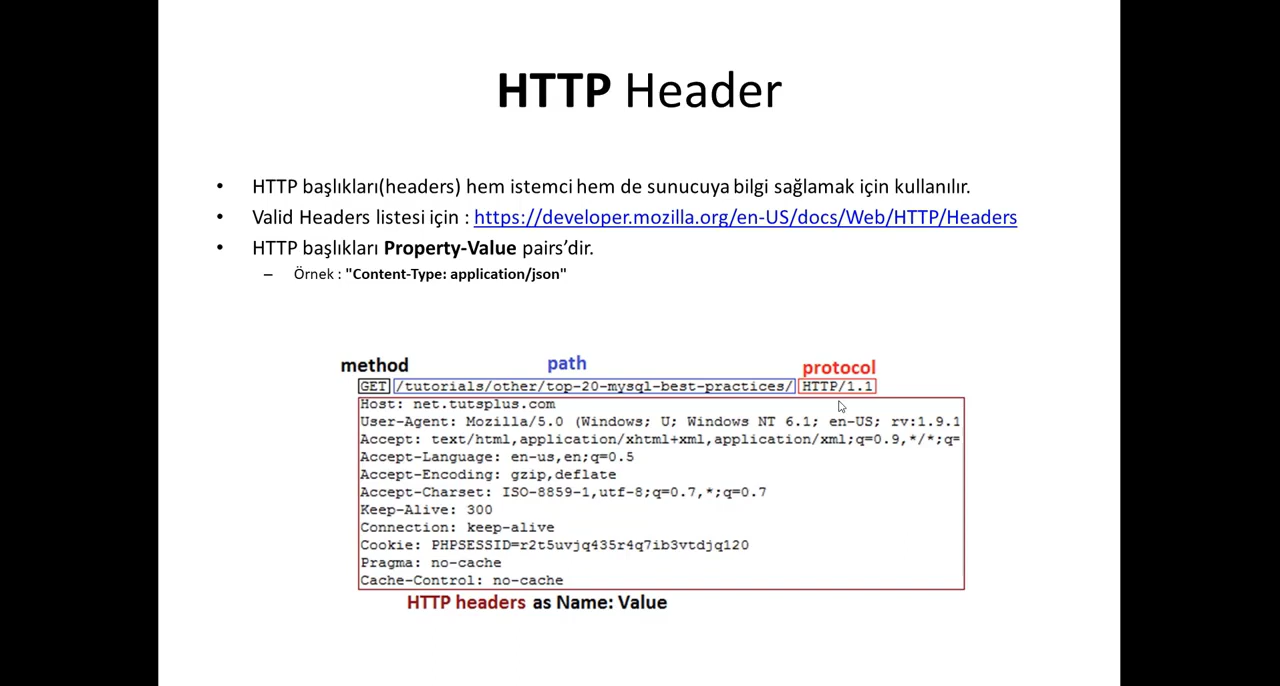 HTTP Header
• HTTP başlıkları(headers) hem istemci hem de sunucuya bilgi sağlamak için kullanılır.
• Valid Headers listesi için : https://developer.mozilla.org/en-US/docs/Web/HTTP/Headers
• HTTP başlıkları Property-Value pairs’dir.
– Örnek : "Content-Type: application/json"
method path protocol
GET /tutorials/other/top-20-mysql-best-practices/ HTTP/1.1
Host: net.tutsplus.com
User-Agent: Mozilla/5.0 (Windows; U; Windows NT 6.1; en-US; rv:1.9.1
Accept: text/html,application/xhtml+xml,application/xml;q=0.9,*/*;q=
Accept-Language: en-us,en;q=0.5
Accept-Encoding: gzip,deflate
Accept-Charset: ISO-8859-1,utf-8;q=0.7,*;q=0.7
Keep-Alive: 300
Connection: keep-alive
Cookie: PHPSESSID=r2t5uvjq435r4q7ib3vtdjq120
Pragma: no-cache
Cache-Control: no-cache
HTTP headers as Name: Value